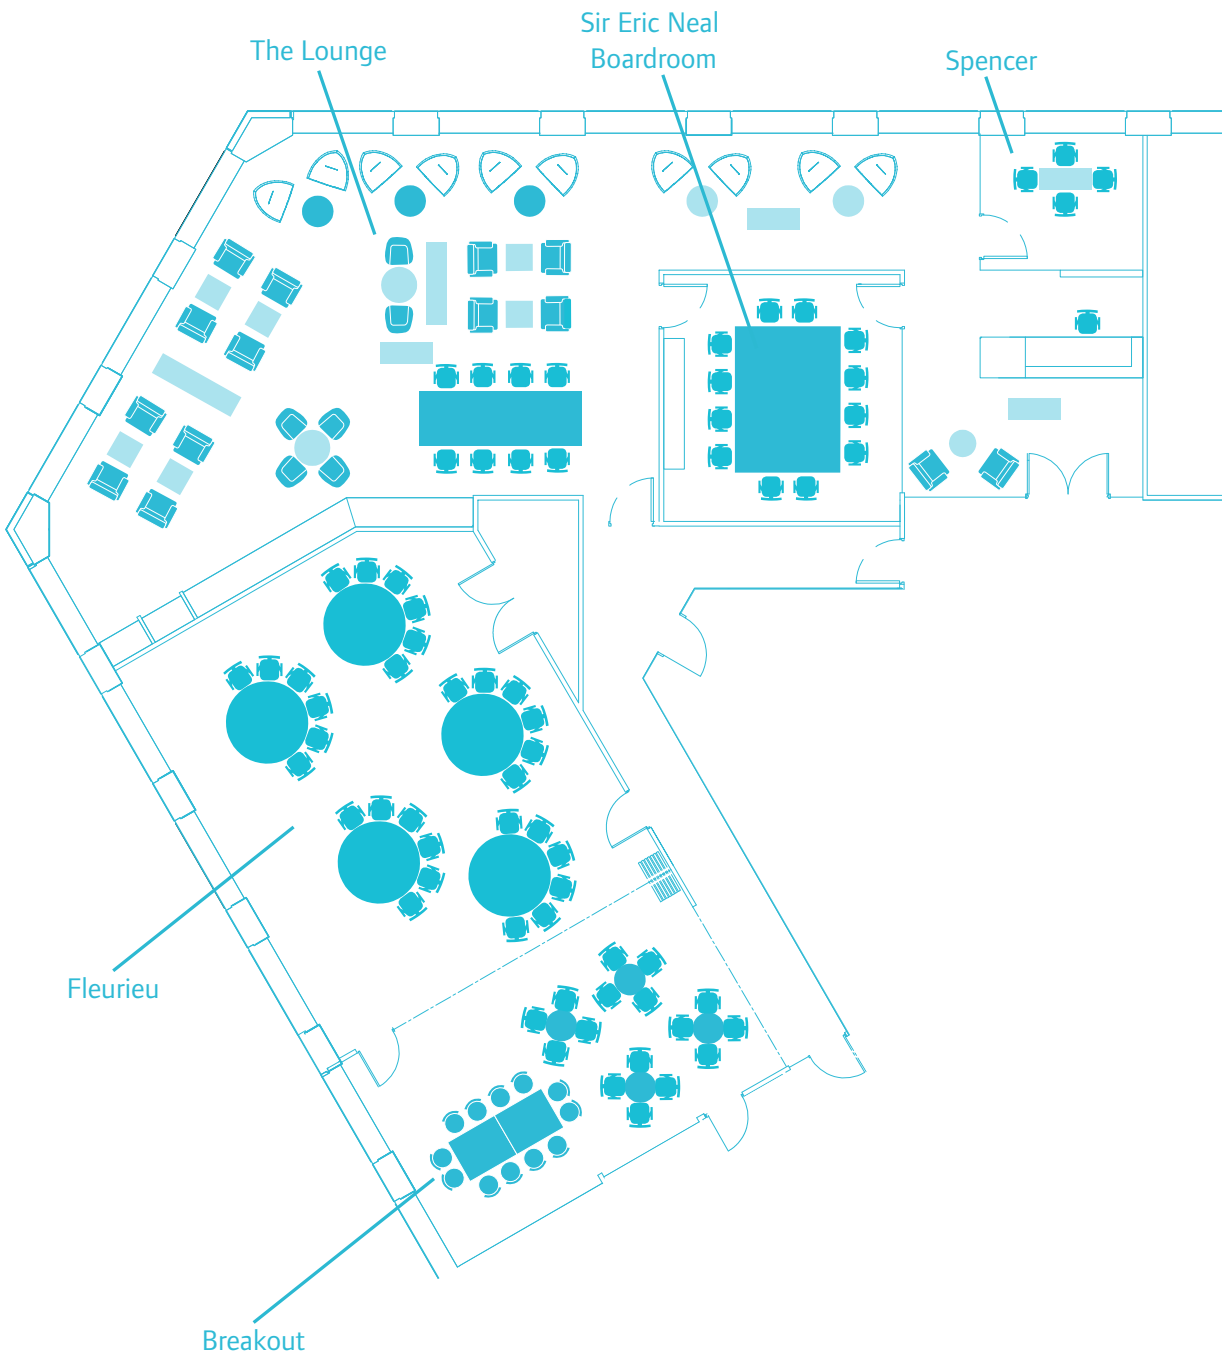 Sir Eric Neal
Boardroom
The Lounge
Spencer
Fleurieu
Breakout